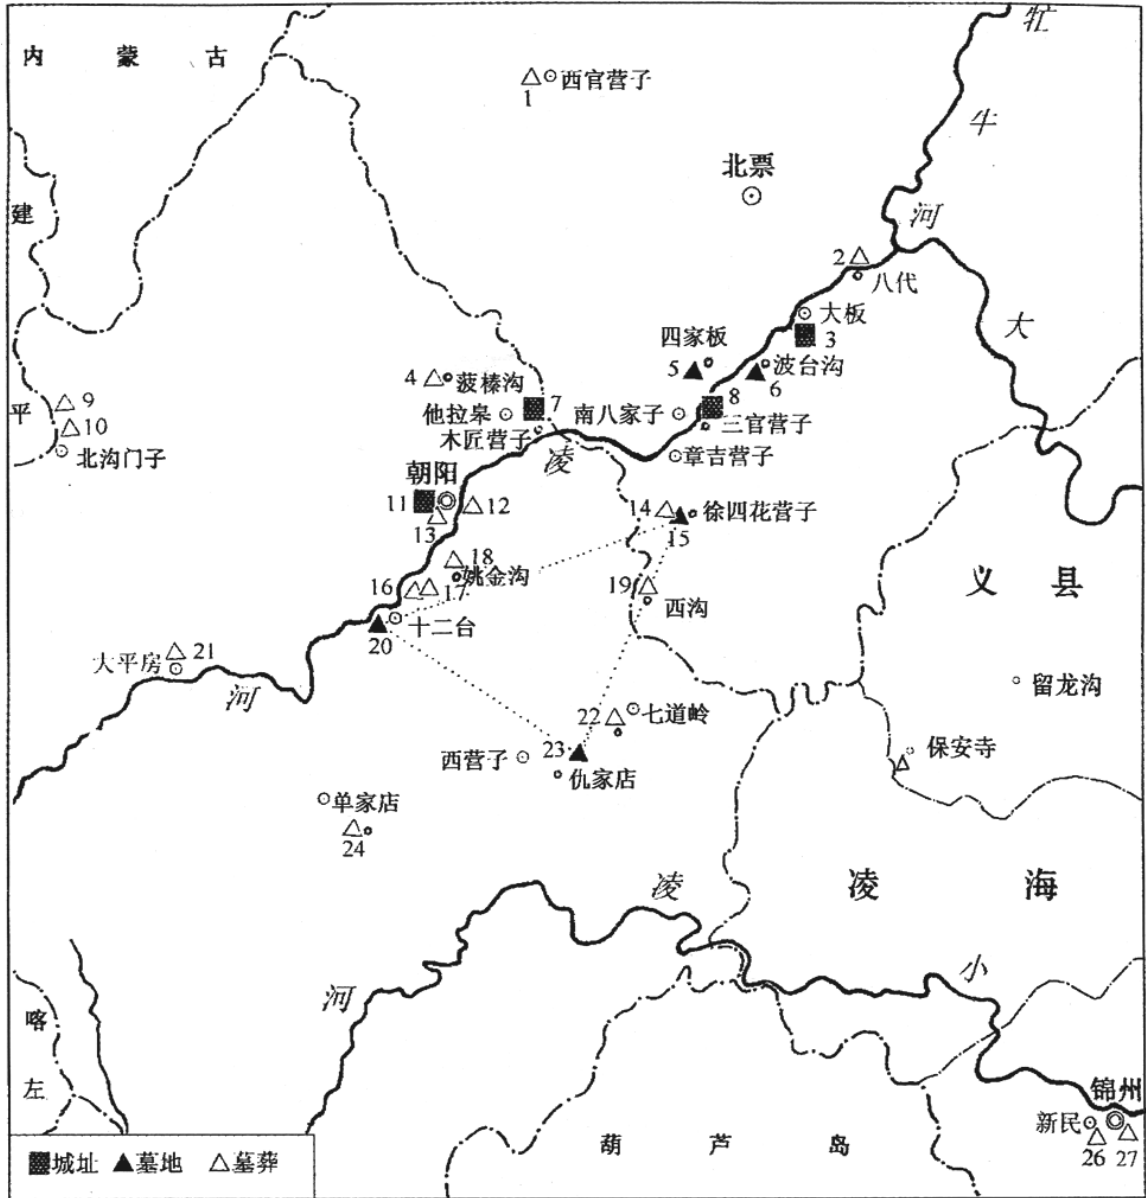 内 蒙 古
牤
牛
河
1
西官营子
北票
建
平
2
八代
大板
3
大
四家板
5
波台沟
6
4
菠榛沟
7
8
他拉皋
南八家子
三官营子
木匠营子
凌
章吉营子
9
10
北沟门子
朝阳
11
12
13
14
徐四花营子
15
18
姚金沟
16
17
19
西沟
义 县
十二台
20
大平房
21
河
留龙沟
22
七道岭
23
西营子
仇家店
保安寺
单家店
24
凌
凌 海
河
小
喀
左
锦州
新民
26
27
葫 芦 岛
城址 墓地 墓葬